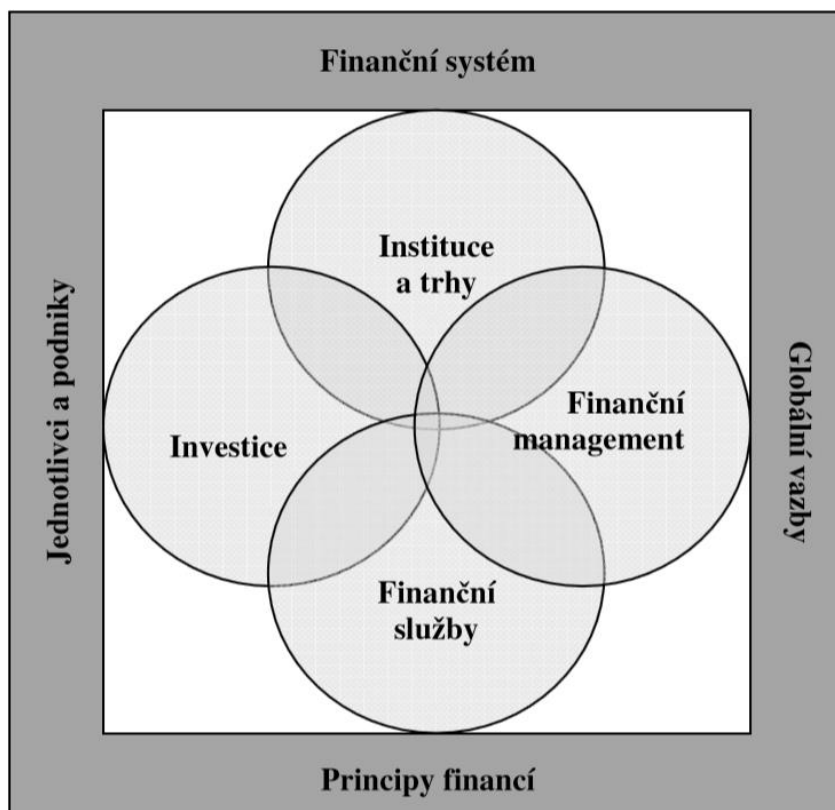 Finanční systém
Instituce
a trhy
Jednotlivci a podniky
Globální vazby
Finanční
management
Investice
Finanční
služby
Principy financí